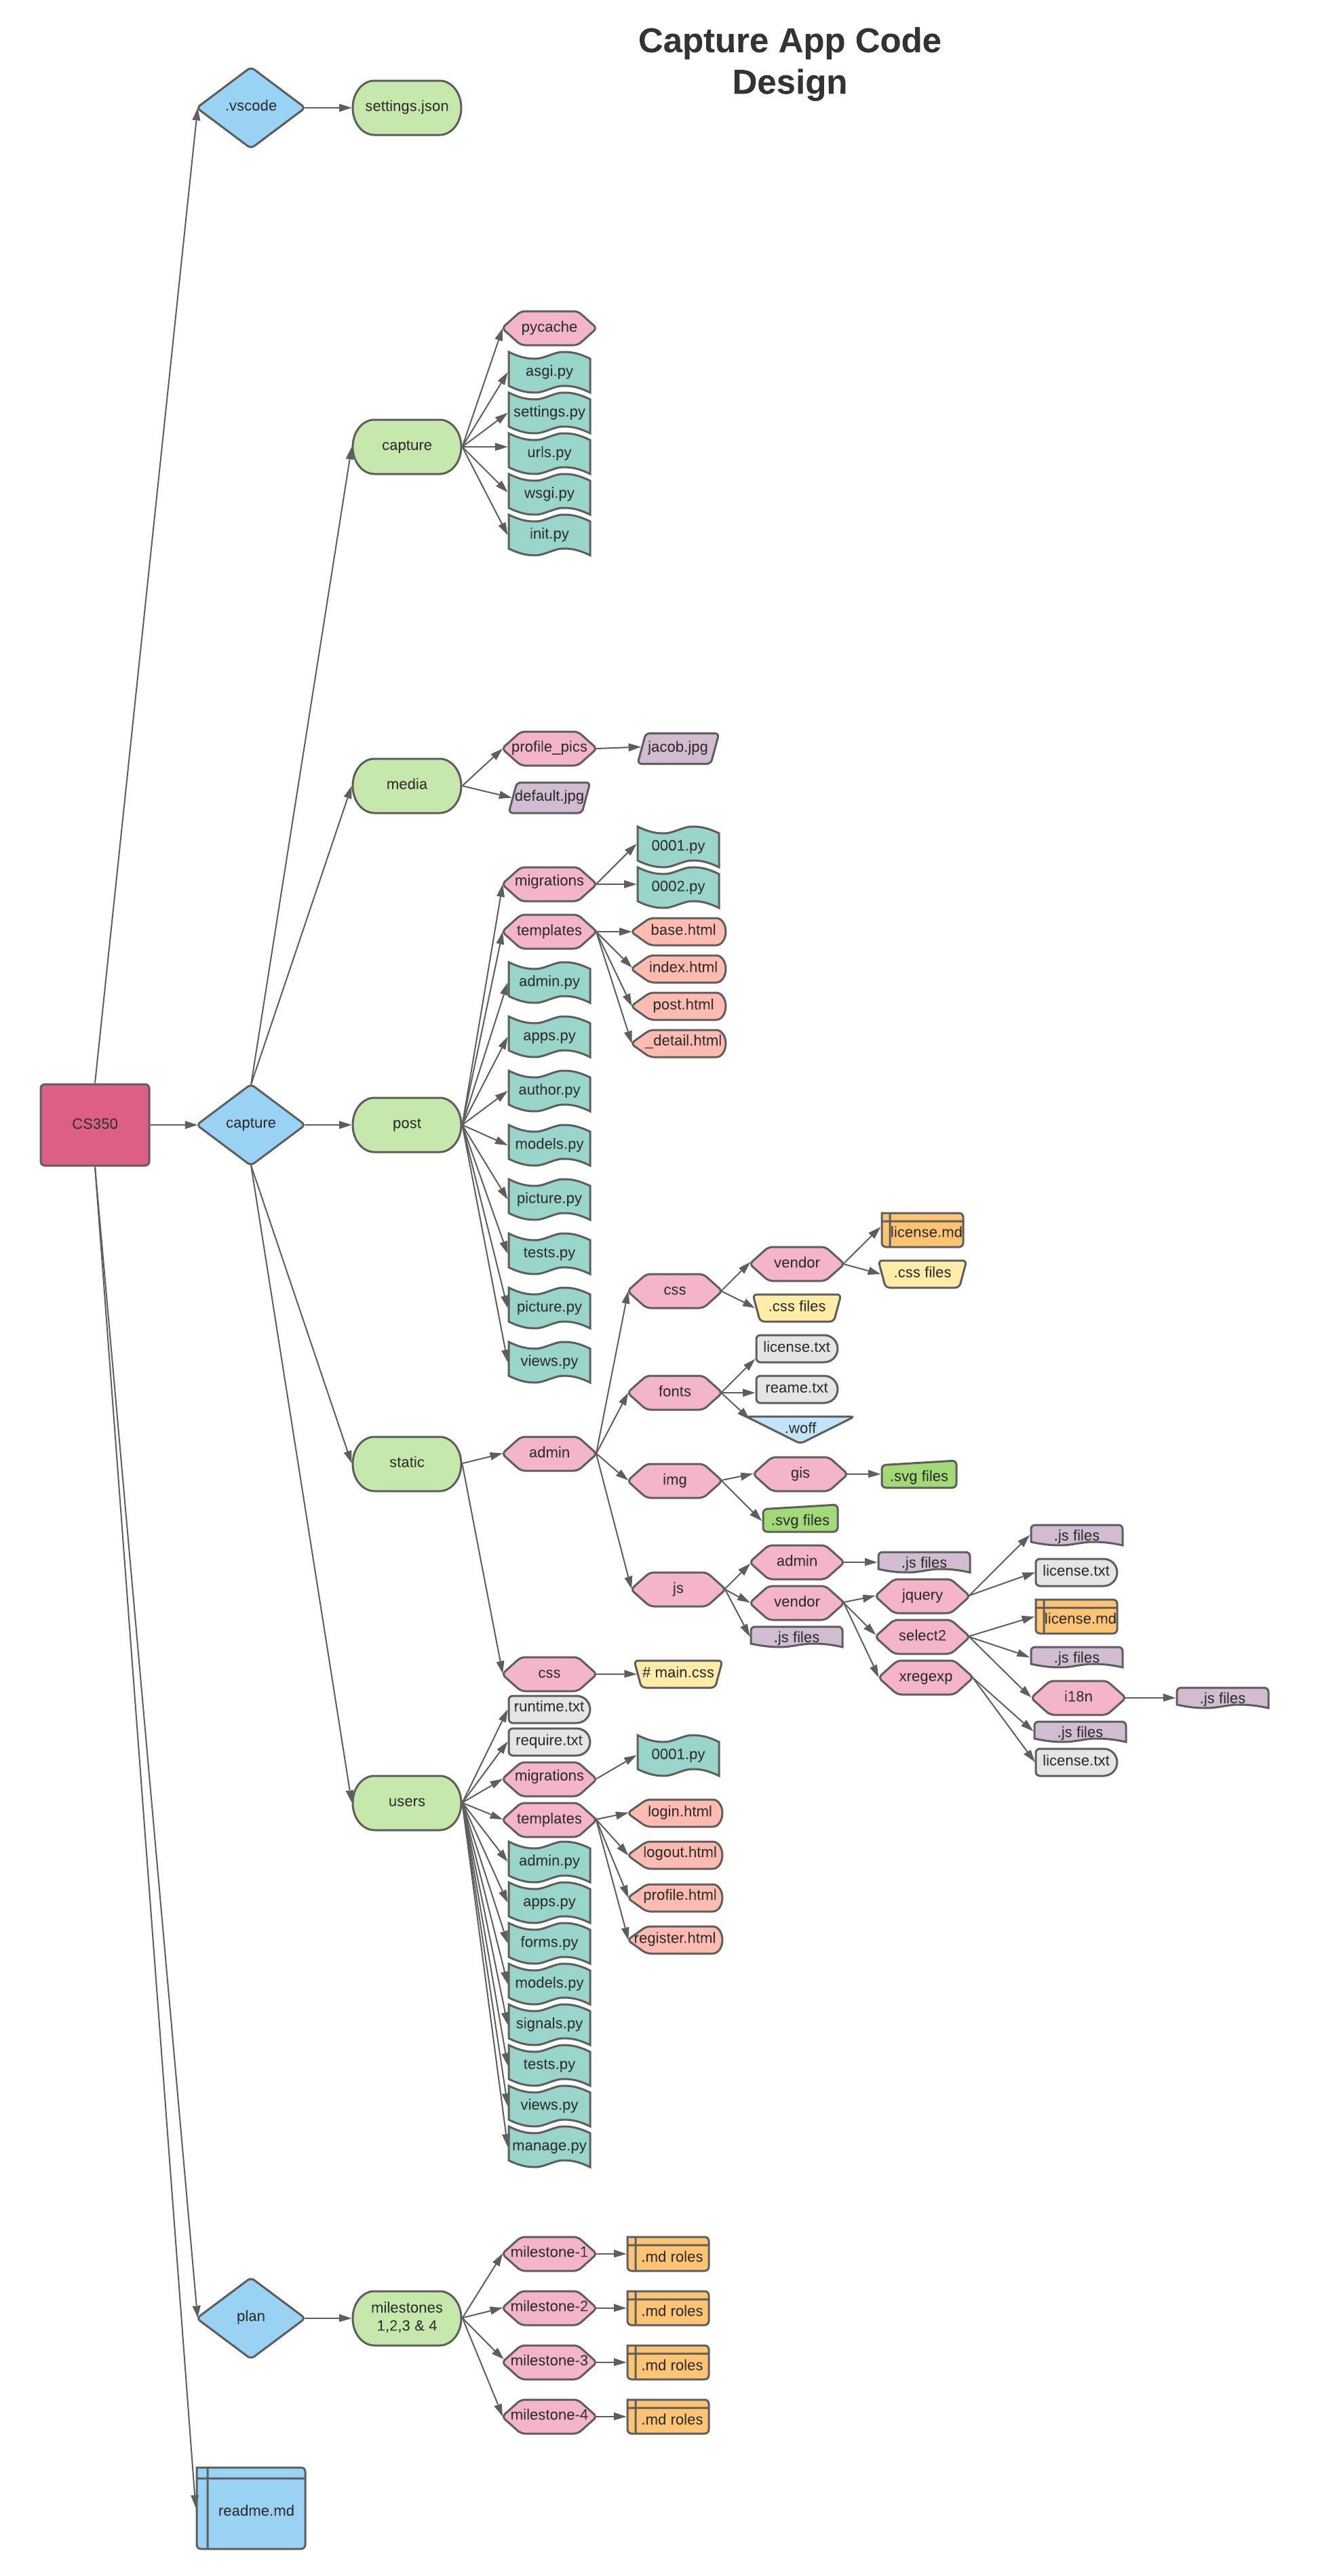 Capture App Code
Design
.vscode
settings.json
pycache
asgi.py
settings.py
capture
urls.py
wsgi.py
init.py
profile_pics
jacob.jpg
media
default.jpg
0001.py
migrations
0002.py
templates
base.html
index.html
admin.py
post.html
apps.py
_detail.html
author.py
CS350
capture
post
models.py
picture.py
license.md
tests.py
vendor
.css files
css
picture.py
.css files
license.txt
views.py
fonts
reame.txt
.woff
static
admin
img
gis
.svg files
.svg files
.js files
admin
.js files
license.txt
js
vendor
jquery
license.md
.js files
select2
.js files
css
# main.css
xregexp
i18n
.js files
runtime.txt
.js files
require.txt
0001.py
license.txt
migrations
users
login.html
templates
logout.html
admin.py
profile.html
apps.py
register.html
forms.py
models.py
signals.py
tests.py
views.py
manage.py
milestone-1
.md roles
plan
milestones
1,2,3 & 4
milestone-2
.md roles
milestone-3
.md roles
milestone-4
.md roles
readme.md